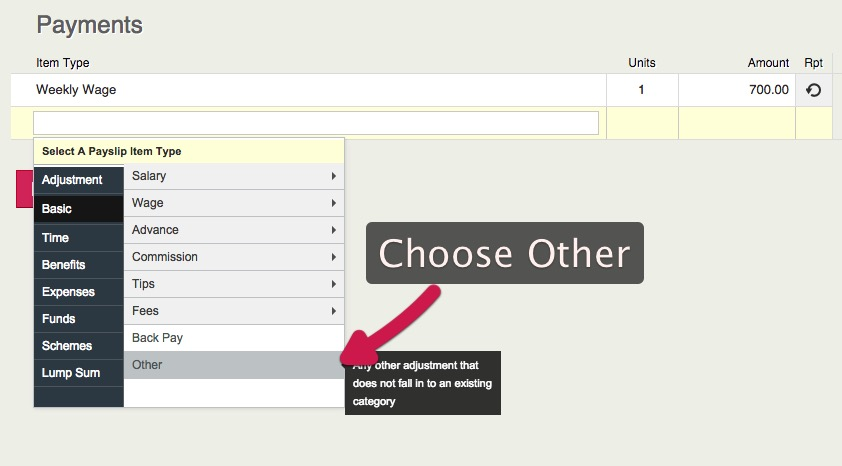 Payments
Item Type Units Amount Rpt
Weekly Wage 1 700.00
Select A Payslip Item Type
Adjustment
Basic
Time
Benefits
Expenses
Funds
Schemes
Lump Sum
Salary
Wage
Advance
Commission
Tips
Fees
Back Pay
Other
Choose Other
Any other adjustment that
does not fall in to an existing
category